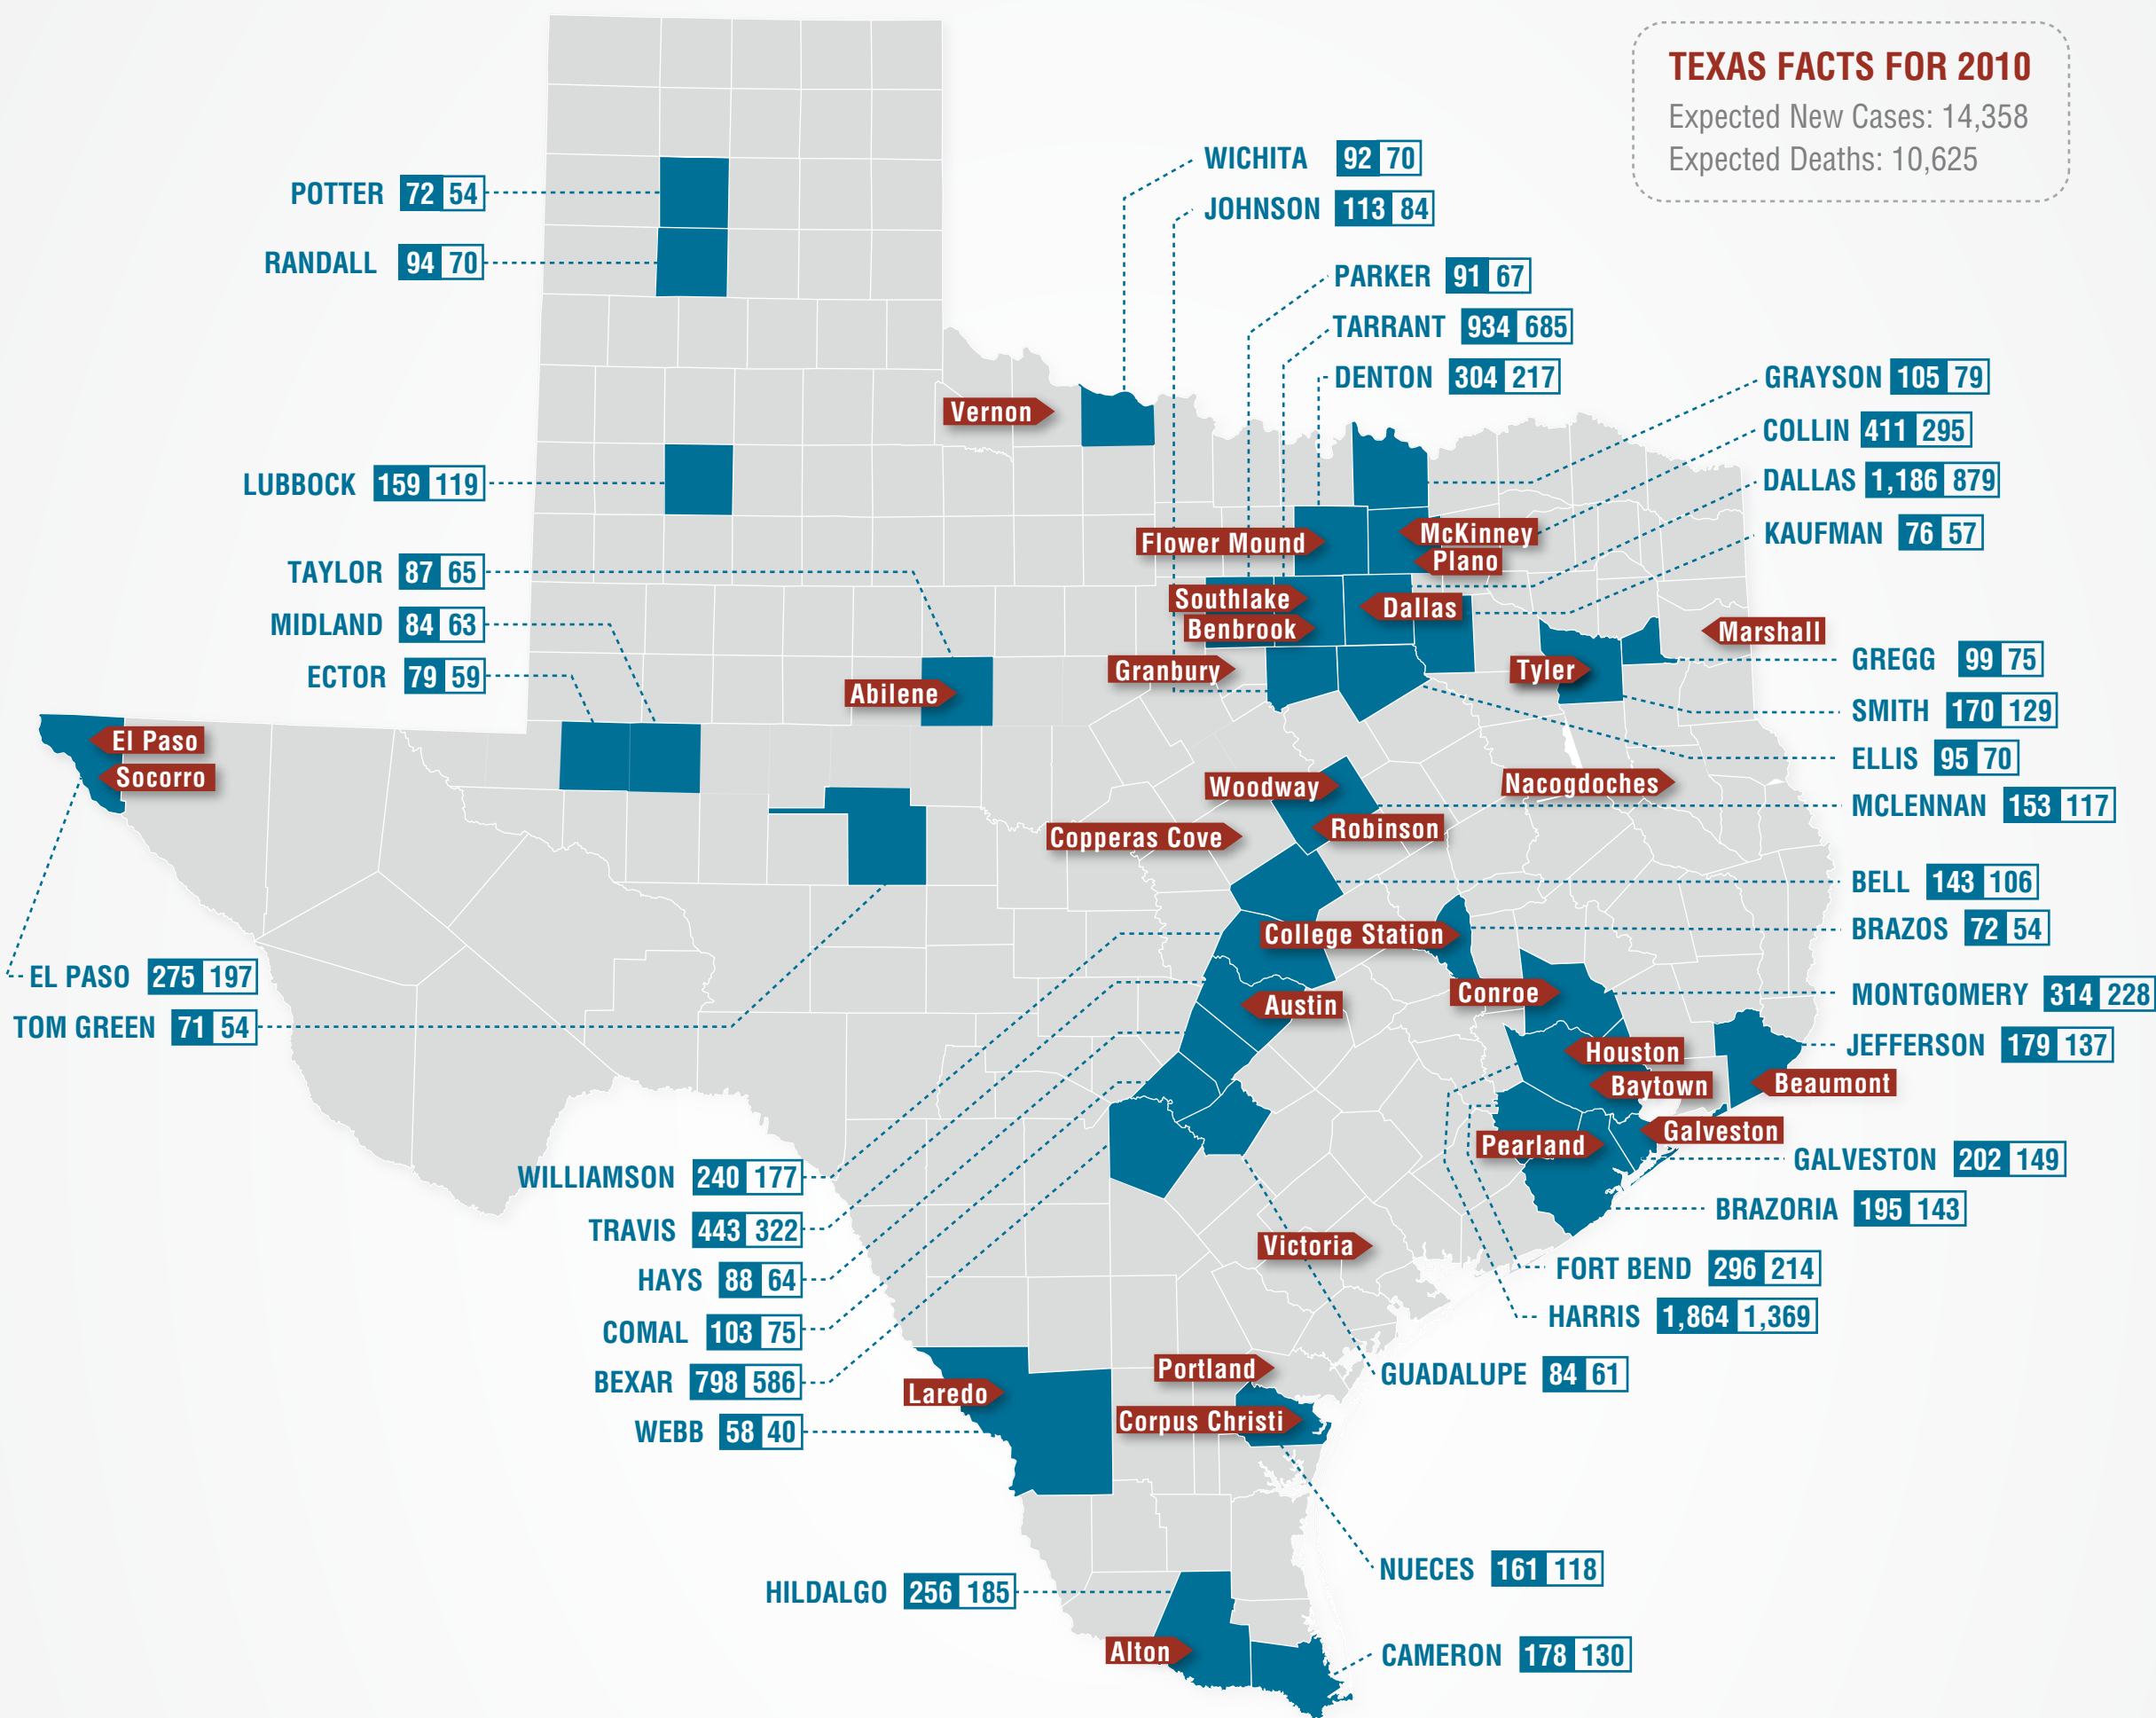 TEXAS FACTS FOR 2010
Expected New Cases: 14,358
Expected Deaths: 10,625
WICHITA 92 70
JOHNSON 113 84
POTTER 72 54
RANDALL 94 70
PARKER 91 67
TARRANT 934 685
DENTON 304 217
GRAYSON 105 79
COLLIN 411 295
DALLAS 1,186 879
KAUFMAN 76 57
Vernon
LUBBOCK 159 119
TAYLOR 87 65
MIDLAND 84 63
ECTOR 79 59
Flower Mound
McKinney
Plano
Southlake
Dallas
Benbrook
Granbury
Abilene
Tyler
Marshall
GREGG 99 75
SMITH 170 129
ELLIS 95 70
MCLENNAN 153 117
El Paso
Socorro
Woodway
Nacogdoches
Robinson
Copperas Cove
BELL 143 106
BRAZOS 72 54
College Station
EL PASO 275 197
TOM GREEN 71 54
Austin
Conroe
MONTGOMERY 314 228
JEFFERSON 179 137
Houston
Baytown
Beaumont
Galveston
Pearland
GALVESTON 202 149
BRAZORIA 195 143
WILLIAMSON 240 177
TRAVIS 443 322
HAYS 88 64
COMAL 103 75
BEXAR 798 586
WEBB 58 40
Victoria
FORT BEND 296 214
HARRIS 1,864 1,369
GUADALUPE 84 61
Portland
Laredo
Corpus Christi
NUECES 161 118
HILDALGO 256 185
Alton
CAMERON 178 130